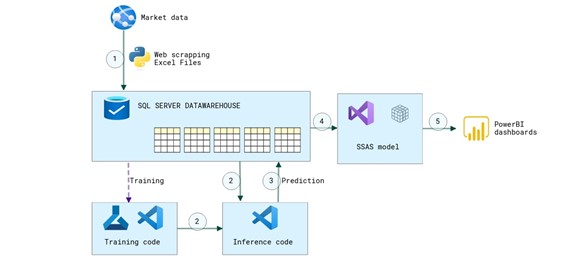 Market data
1
Web scrapping
Excel Files
SQL SERVER DATAWAREHOUSE
4
5
SSAS model
PowerBI
dashboards
Training
2
3
Prediction
2
Training code
Inference code